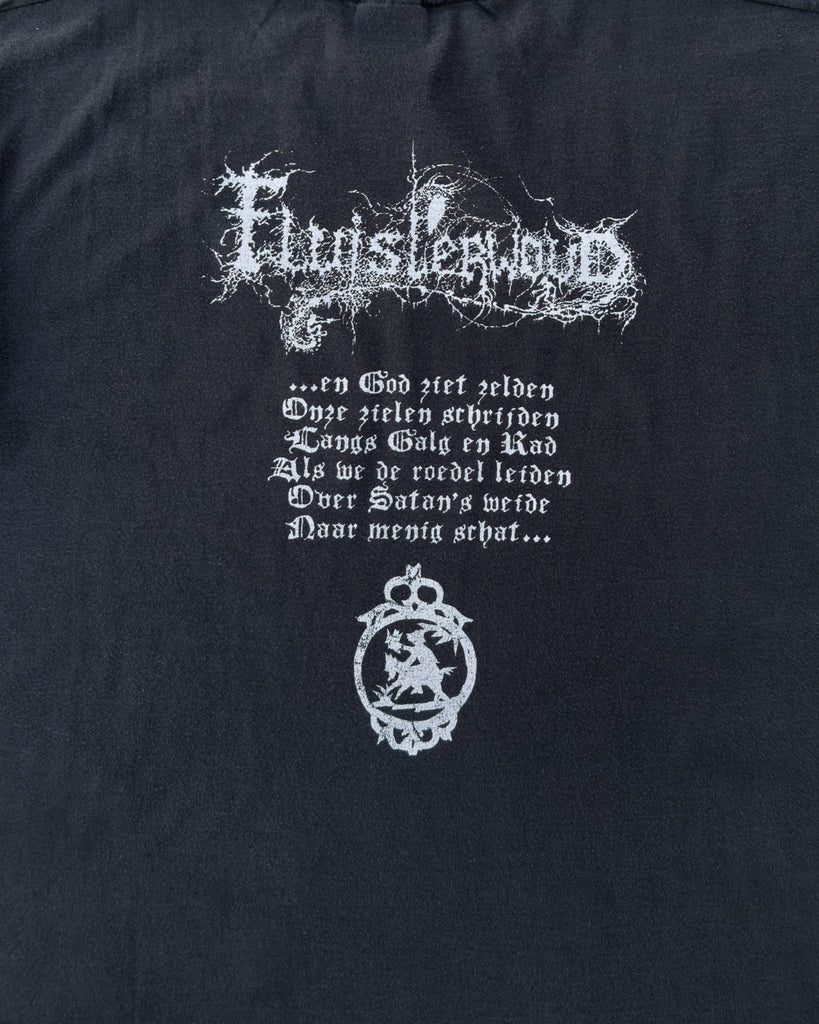 Fluisterwoud
...en God ziet zelden
Onze zielen schrijden
Langs Galg en Rad
Als we de roedel leiden
Over Satan's weide
Naar menig schat...